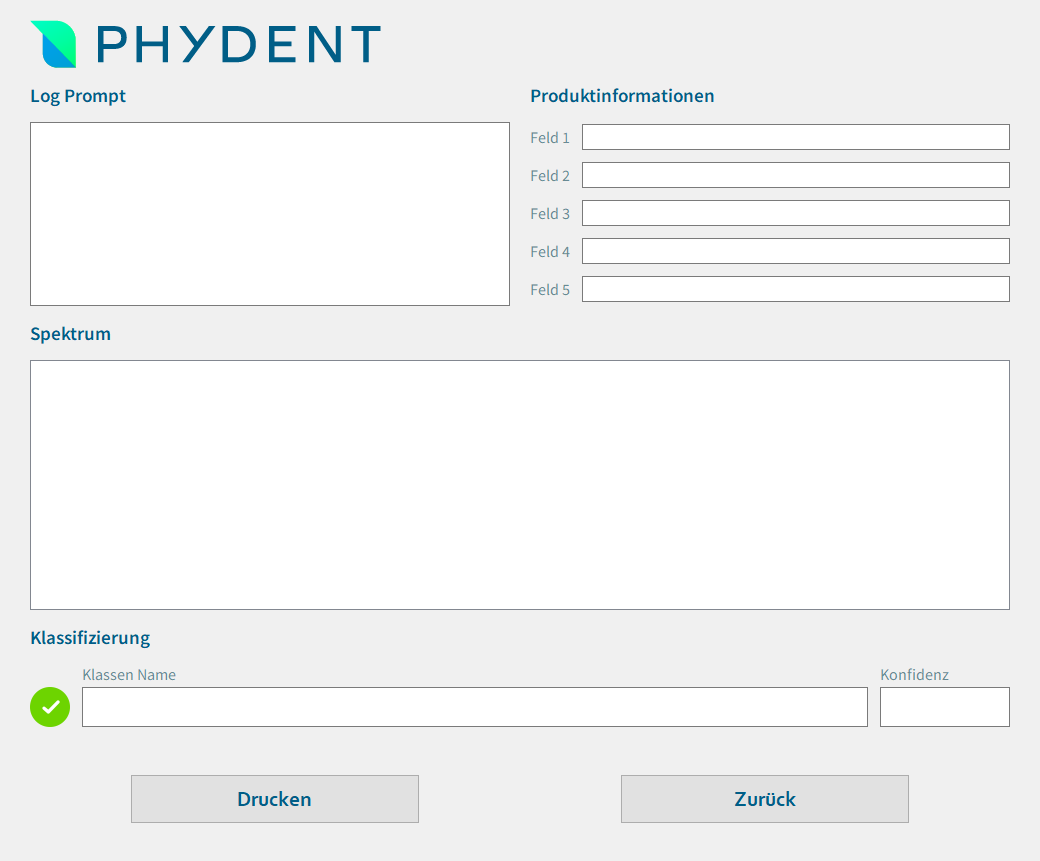 PHYDENT
Log Prompt
Produktinformationen
Feld 1
Feld 2
Feld 3
Feld 4
Feld 5
Spektrum
Klassifizierung
Klassen Name
Konfidenz
Drucken
Zurück